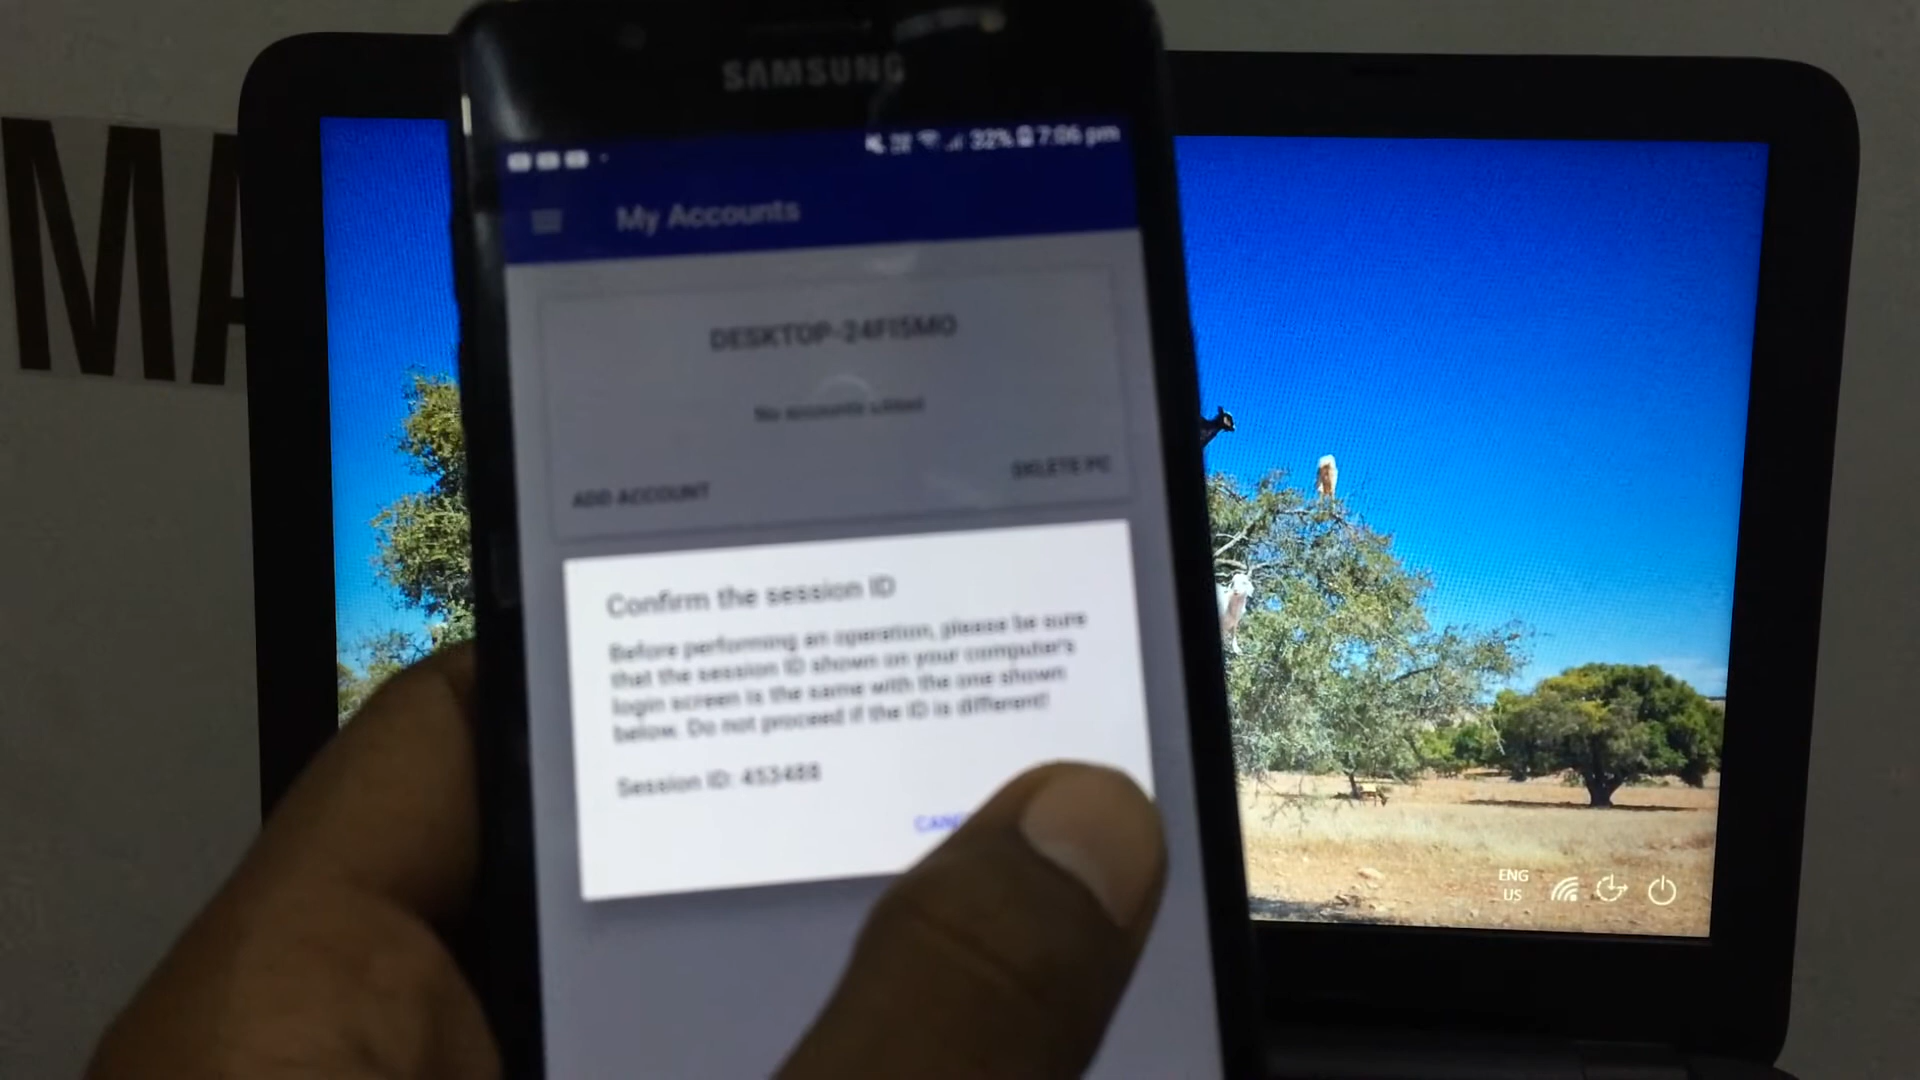 MA
SAMSUNG
32% 7:06 pm
My Accounts
DESKTOP-24FI5MO
No accounts added
ADD ACCOUNT
DELETE PC
Confirm the session ID
Before performing an operation, please be sure
that the session ID shown on your computer's
login screen is the same with the one shown
below. Do not proceed if the ID is different!
Session ID: 453488
CANC
ENG
US